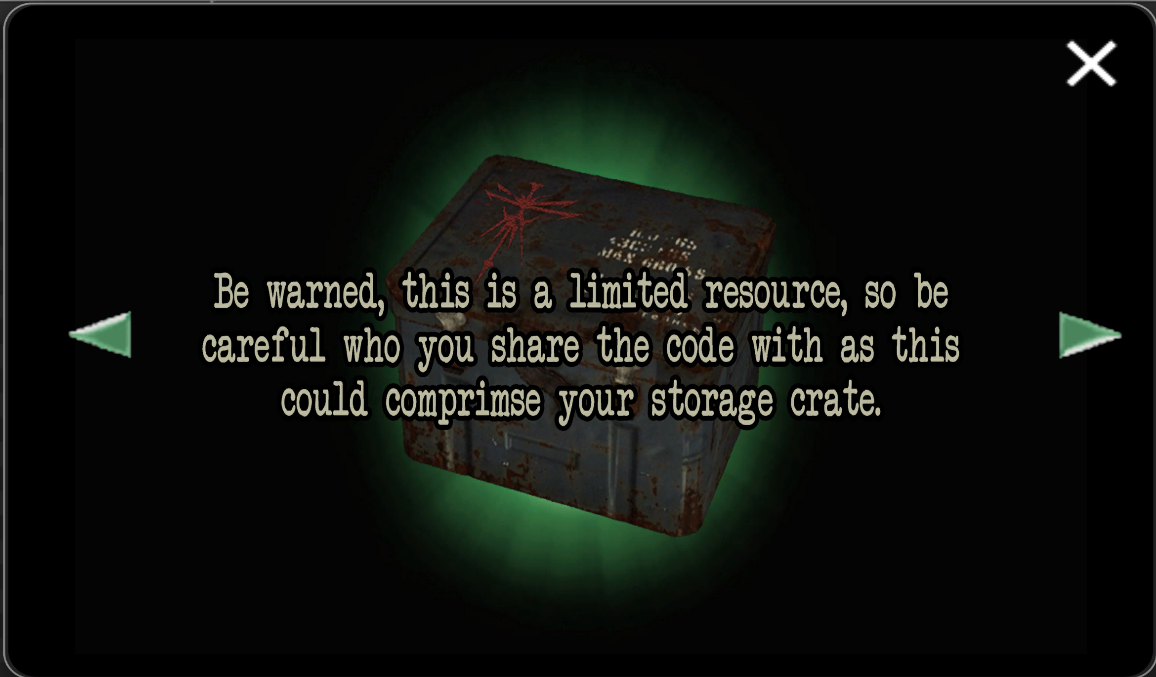 Be warned, this is a limited resource, so be
careful who you share the code with as this
could comprimse your storage crate.